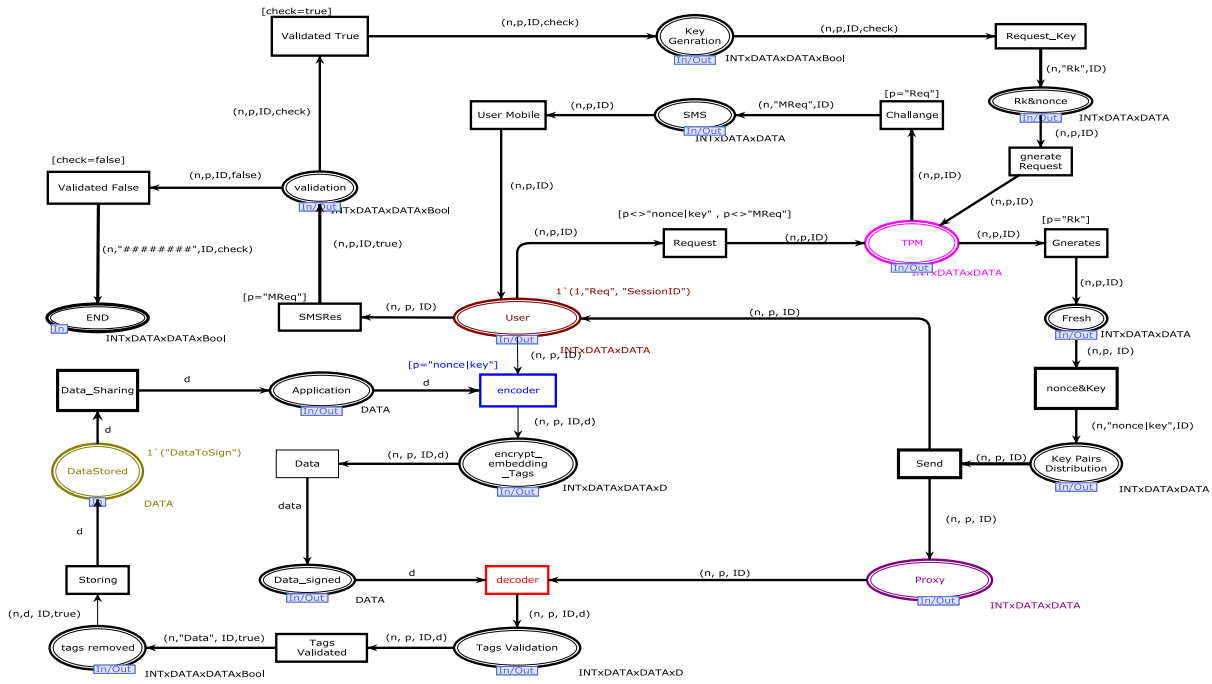 [check=true]
(n,p,ID,check)
Validated True
Key
Genration
In/Out
INTxDATAxDATAxBool
(n,p,ID,check)
Request_Key
(n,"Rk",ID)
[p="Req"]
User Mobile
(n,p,ID)
SMS
In/Out
INTxDATAxDATA
(n,"MReq",ID)
Challange
Rk&nonce
In/Out
INTxDATAxDATA
(n,p,ID,check)
(n,p,ID)
gnerate
Request
[check=false]
Validated False
(n,p,ID,false)
validation
In/Out
INTxDATAxDATAxBool
(n,p,ID)
(n,p,ID)
(n,p,ID)
[p<>"nonce|key" , p<>"MReq"]
[p="Rk"]
(n,"########",ID,check)
(n,p,ID,true)
(n,p,ID)
Request
(n,p,ID)
TPM
In/Out
INTxDATAxDATA
(n,p,ID)
Gnerates
(n,p,ID)
[p="MReq"]
1`(1,"Req", "SessionID")
END
In
INTxDATAxDATAxBool
SMSRes
(n, p, ID)
User
In/Out
INTxDATAxDATA
(n, p, ID)
Fresh
In/Out
INTxDATAxDATA
(n, p, ID)
(n,p, ID)
[p="nonce|key"]
Data_Sharing
d
Application
In/Out
DATA
d
encoder
nonce&Key
(n, p, ID,d)
(n,"nonce|key",ID)
d
1`("DataToSign")
DataStored
In
DATA
Data
(n, p, ID,d)
encrypt_
embedding
_Tags
In/Out
INTxDATAxDATAxD
Send
(n, p, ID)
Key Pairs
Distribution
In/Out
INTxDATAxDATA
data
(n, p, ID)
d
Storing
Data_signed
In/Out
DATA
d
decoder
(n, p, ID)
Proxy
In/Out
INTxDATAxDATA
(n,d, ID,true)
(n, p, ID,d)
tags removed
In/Out
INTxDATAxDATAxBool
(n,"Data", ID,true)
Tags
Validated
(n, p, ID,d)
Tags Validation
In/Out
INTxDATAxDATAxD